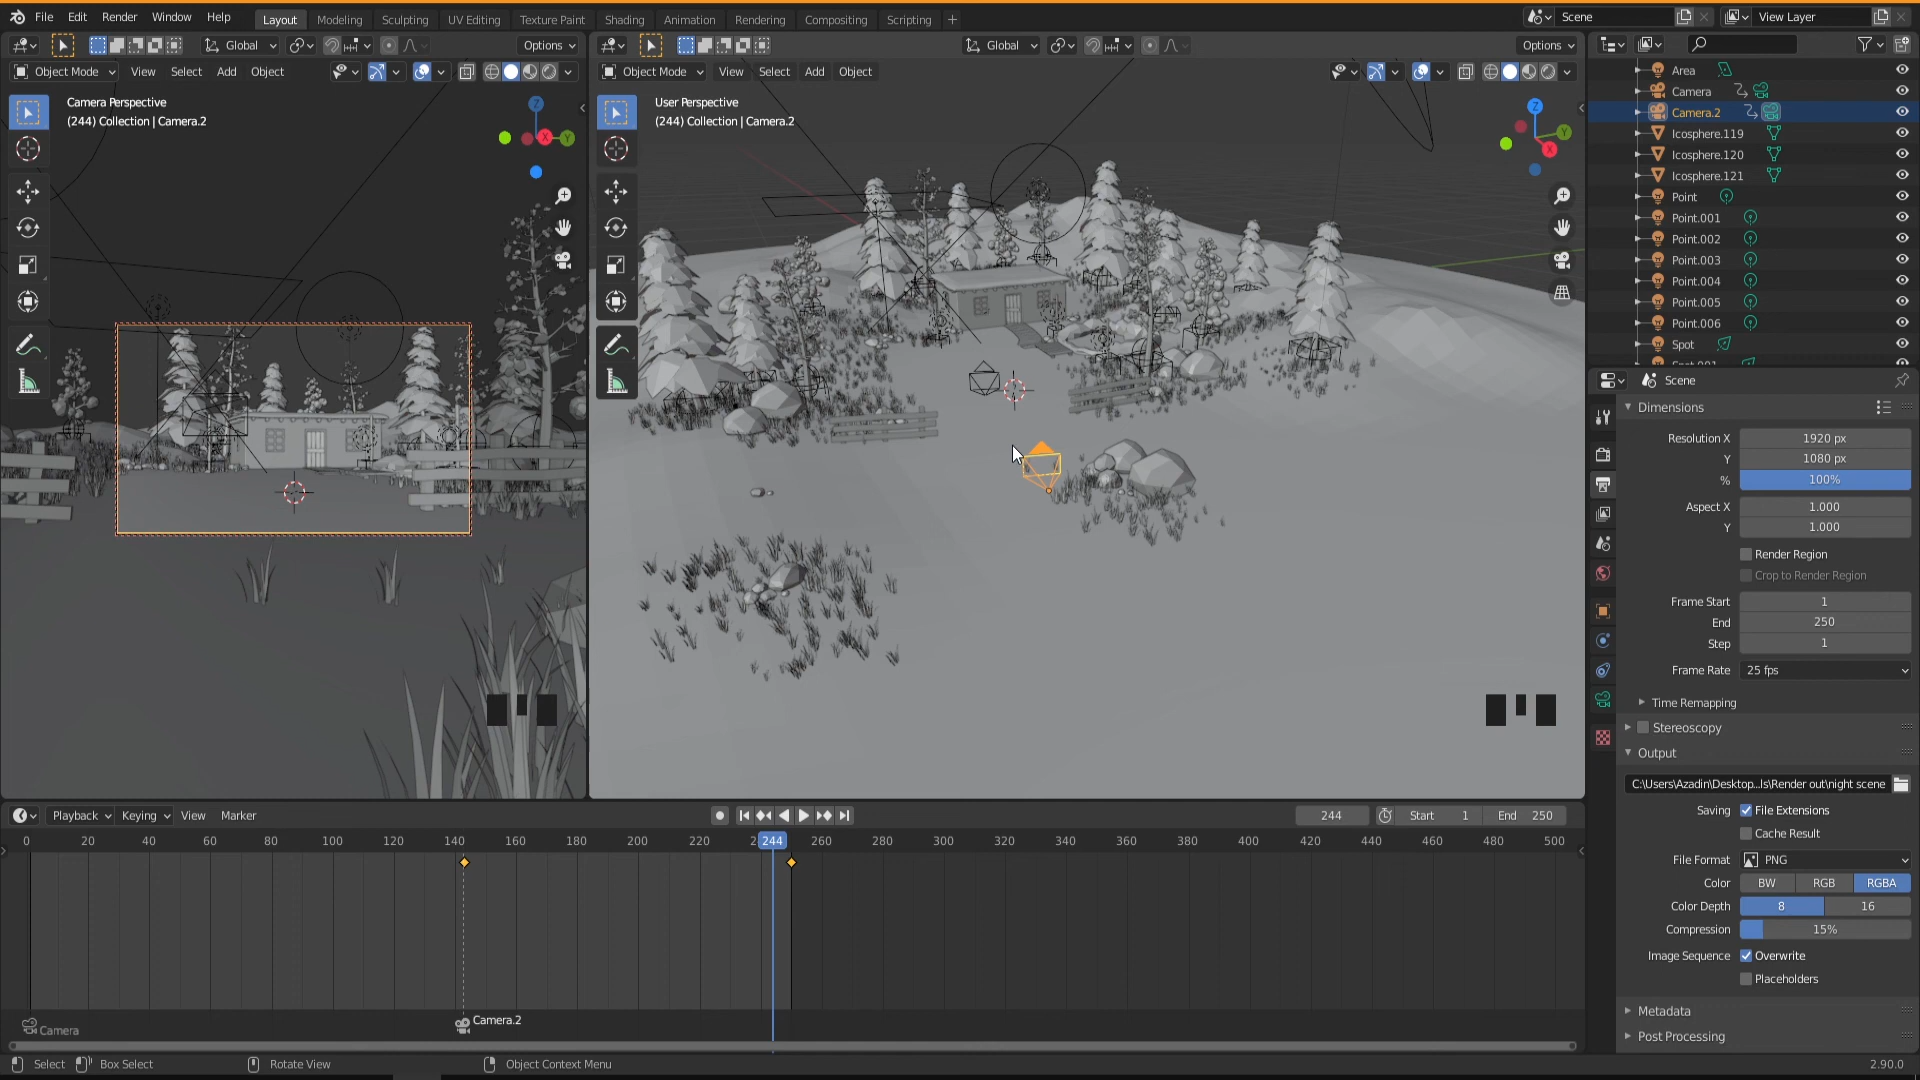 File Edit Render Window Help Layout Modeling Sculpting UV Editing Texture Paint Shading Animation Rendering Compositing Scripting + Scene View Layer
Global Options Global Options
Object Mode View Select Add Object Object Mode View Select Add Object
Camera Perspective
(244) Collection | Camera.2
Z
X
Y
User Perspective
(244) Collection | Camera.2
Z
Y
X
Area
Camera
Camera.2
Icosphere.119
Icosphere.120
Icosphere.121
Point
Point.001
Point.002
Point.003
Point.004
Point.005
Point.006
Spot
Scene
Dimensions
Resolution X 1920 px
Y 1080 px
% 100%
Aspect X 1.000
Y 1.000
Render Region
Crop to Render Region
Frame Start 1
End 250
Step 1
Frame Rate 25 fps
Time Remapping
Stereoscopy
Output
C:\Users\Azadin\Desktop...ls\Render out\night scene
Saving File Extensions
Cache Result
File Format PNG
Color BW RGB RGBA
Color Depth 8 16
Compression 15%
Image Sequence Overwrite
Placeholders
Metadata
Post Processing
Playback Keying View Marker 244 Start 1 End 250
0 20 40 60 80 100 120 140 160 180 200 220 244 260 280 300 320 340 360 380 400 420 440 460 480 500
Camera Camera.2
Select Box Select Rotate View Object Context Menu 2.90.0